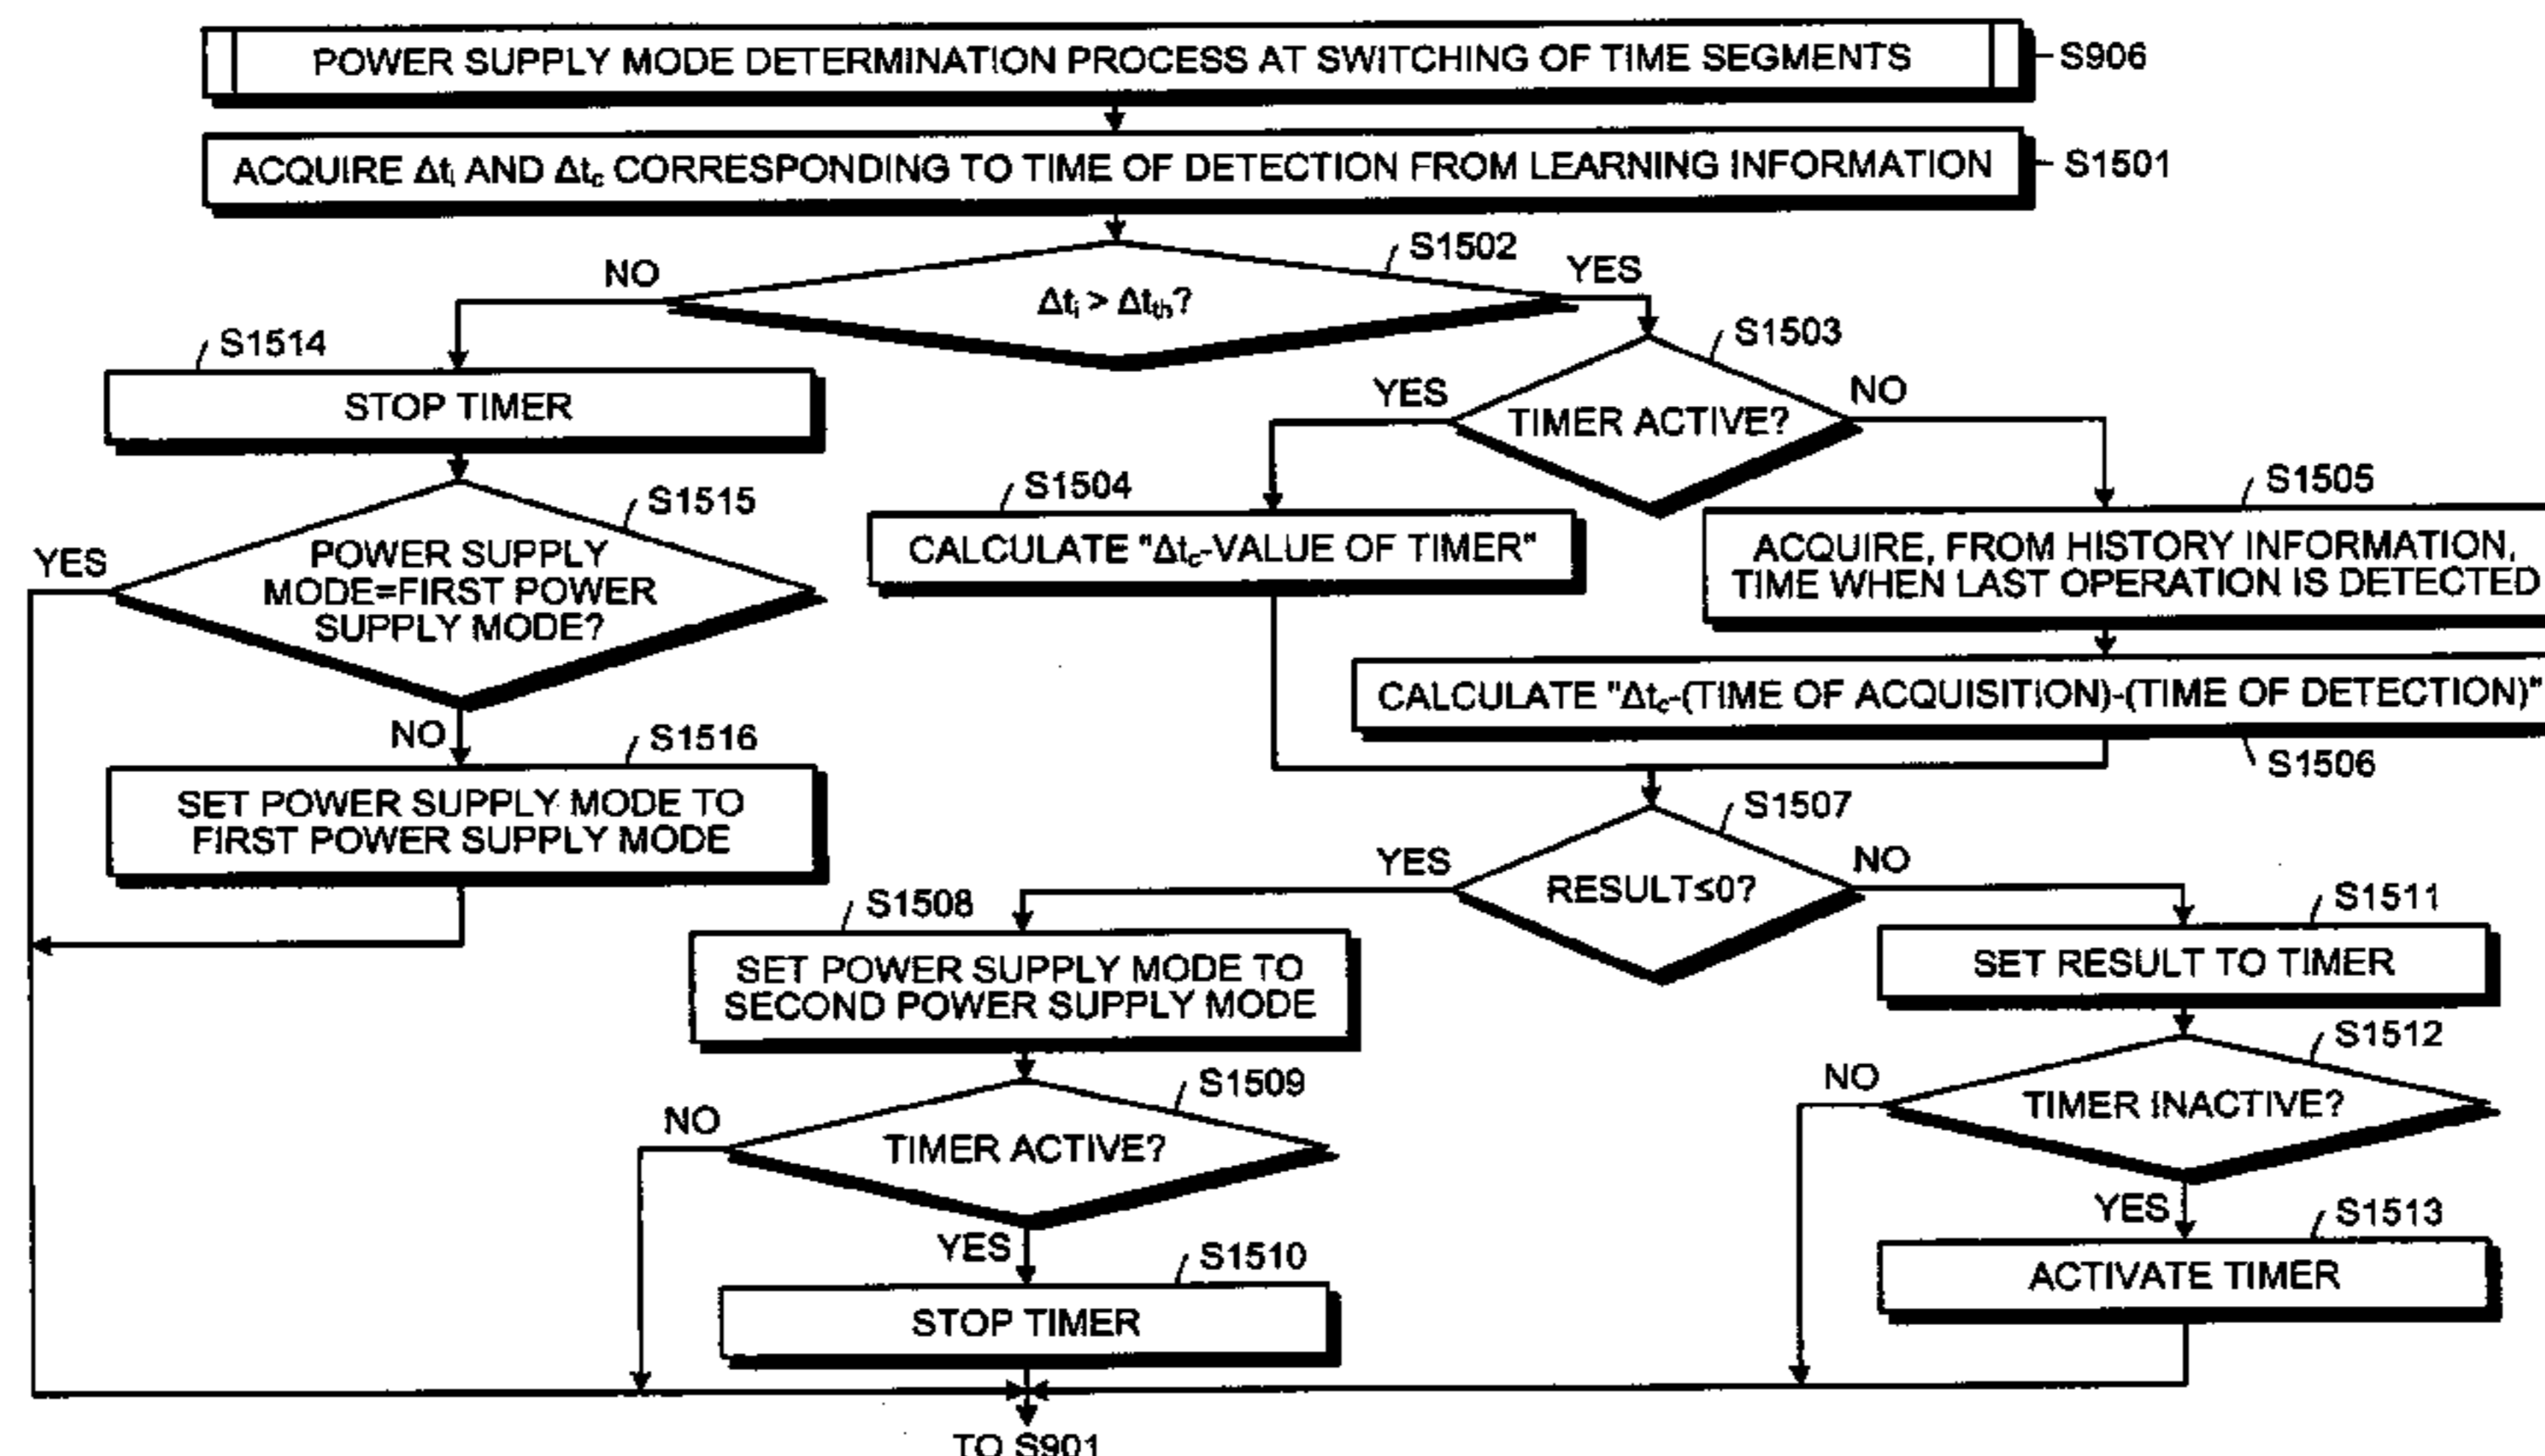 POWER SUPPLY MODE DETERMINATION PROCESS AT SWITCHING OF TIME SEGMENTS
S906
ACQUIRE Δti AND Δtc CORRESPONDING TO TIME OF DETECTION FROM LEARNING INFORMATION
S1501
S1502
NO
YES
Δti > Δtth?
S1514
STOP TIMER
S1503
YES
NO
TIMER ACTIVE?
S1515
YES
POWER SUPPLY
MODE=FIRST POWER
SUPPLY MODE?
NO
S1504
CALCULATE "Δtc-VALUE OF TIMER"
S1505
ACQUIRE, FROM HISTORY INFORMATION,
TIME WHEN LAST OPERATION IS DETECTED
CALCULATE "Δtc-(TIME OF ACQUISITION)-(TIME OF DETECTION)"
S1506
S1516
SET POWER SUPPLY MODE TO
FIRST POWER SUPPLY MODE
S1507
YES
NO
RESULT≤0?
S1508
SET POWER SUPPLY MODE TO
SECOND POWER SUPPLY MODE
S1511
SET RESULT TO TIMER
S1509
NO
TIMER ACTIVE?
YES
S1512
NO
TIMER INACTIVE?
YES
S1510
STOP TIMER
S1513
ACTIVATE TIMER
TO S901